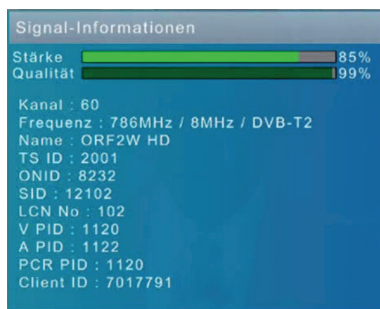 Signal-Informationen
Stärke 85%
Qualität 99%
Kanal : 60
Frequenz : 786MHz / 8MHz / DVB-T2
Name : ORF2W HD
TS ID : 2001
ONID : 8232
SID : 12102
LCN No : 102
V PID : 1120
A PID : 1122
PCR PID : 1120
Client ID : 7017791